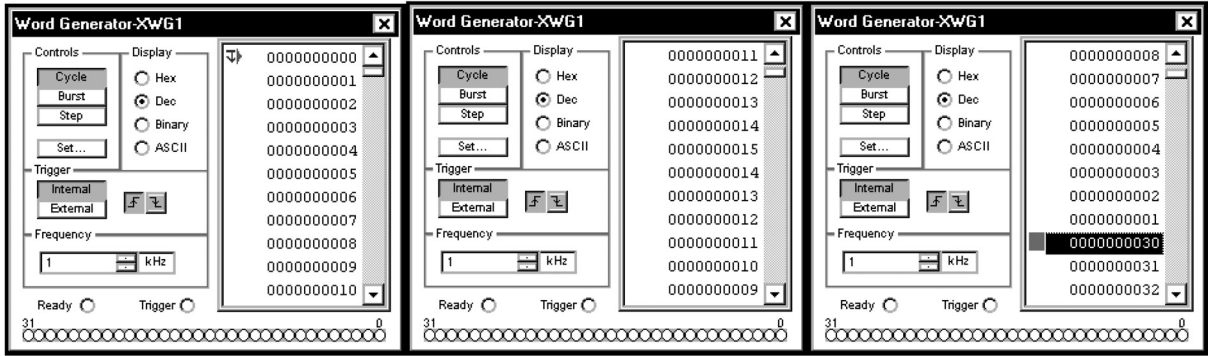 Word Generator-XWG1
Controls
Cycle
Burst
Step
Set...
Display
Hex
Dec
Binary
ASCII
Trigger
Internal
External
Frequency
1 kHz
Ready Trigger
31 0
0000000000
0000000001
0000000002
0000000003
0000000004
0000000005
0000000006
0000000007
0000000008
0000000009
0000000010
Word Generator-XWG1
Controls
Cycle
Burst
Step
Set...
Display
Hex
Dec
Binary
ASCII
Trigger
Internal
External
Frequency
1 kHz
Ready Trigger
31 0
0000000011
0000000012
0000000013
0000000014
0000000015
0000000014
0000000013
0000000012
0000000011
0000000010
0000000009
Word Generator-XWG1
Controls
Cycle
Burst
Step
Set...
Display
Hex
Dec
Binary
ASCII
Trigger
Internal
External
Frequency
1 kHz
Ready Trigger
31 0
0000000008
0000000007
0000000006
0000000005
0000000004
0000000003
0000000002
0000000001
0000000030
0000000031
0000000032